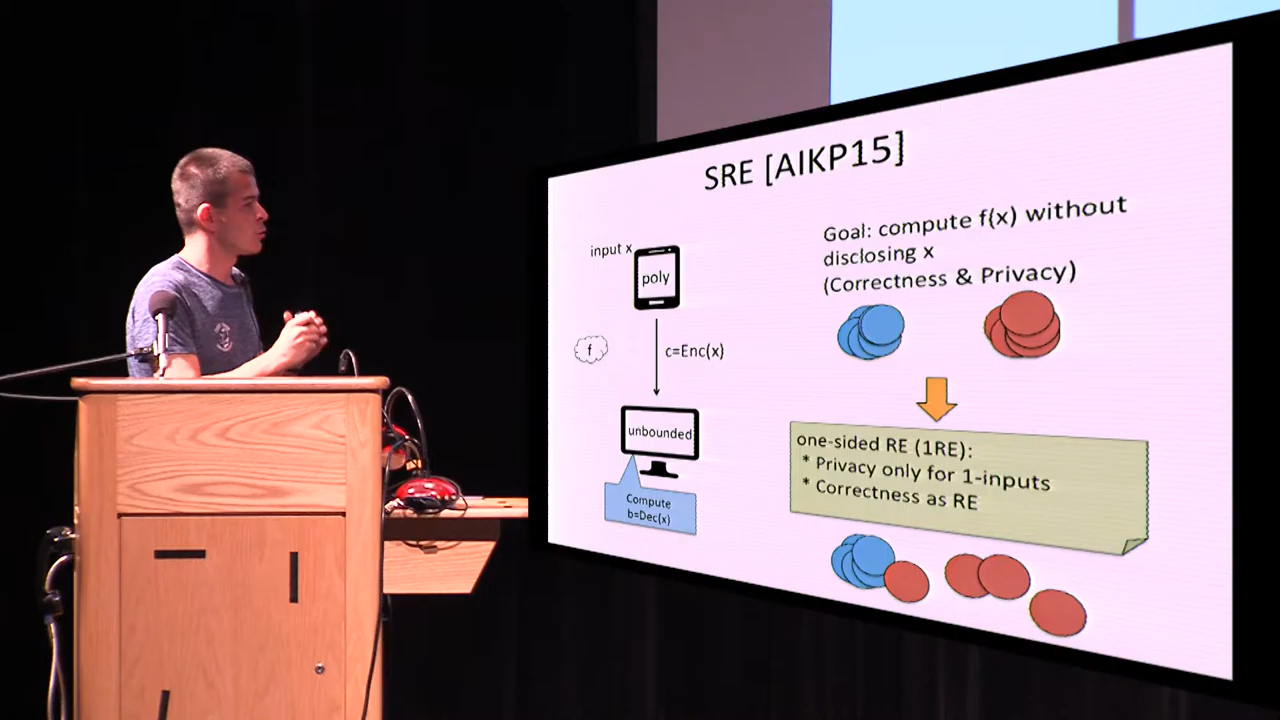 SRE [AIKP15]
input x
poly
f
c=Enc(x)
unbounded
Compute
b=Dec(x)
Goal: compute f(x) without
disclosing x
(Correctness & Privacy)
one-sided RE (1RE):
* Privacy only for 1-inputs
* Correctness as RE